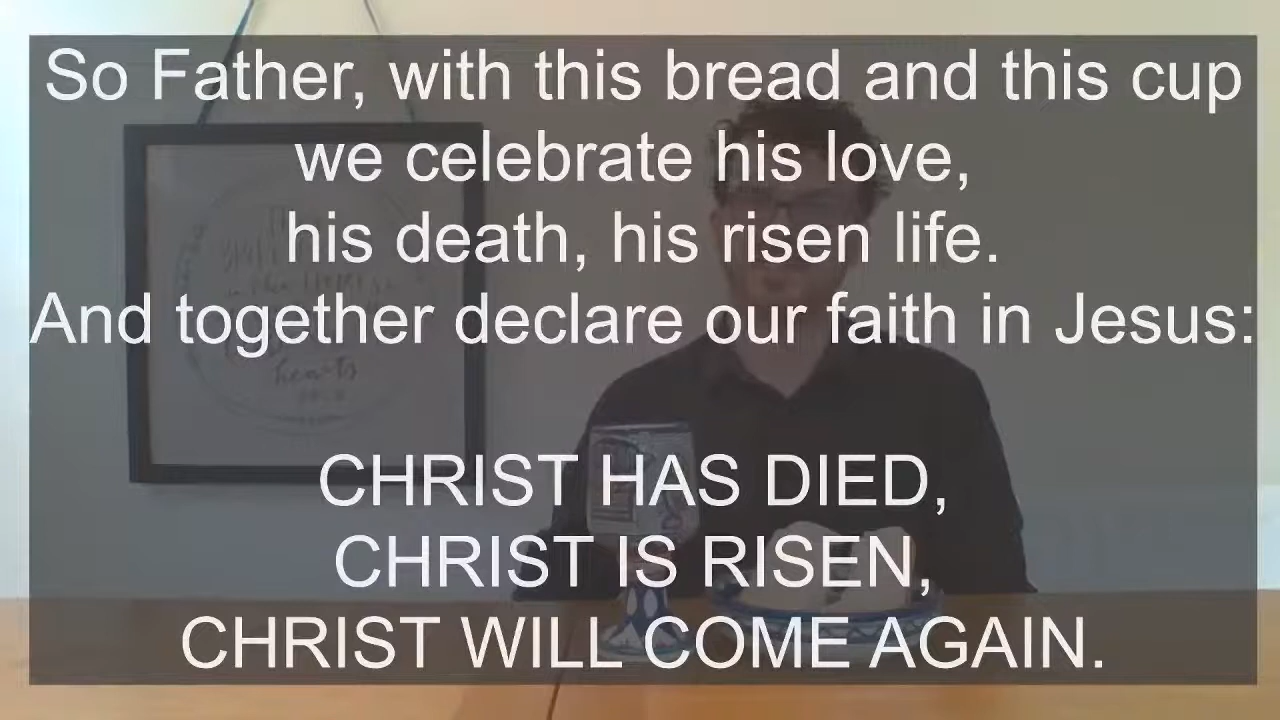 So Father, with this bread and this cup
we celebrate his love,
his death, his risen life.
And together declare our faith in Jesus:
CHRIST HAS DIED,
CHRIST IS RISEN,
CHRIST WILL COME AGAIN.
hearts